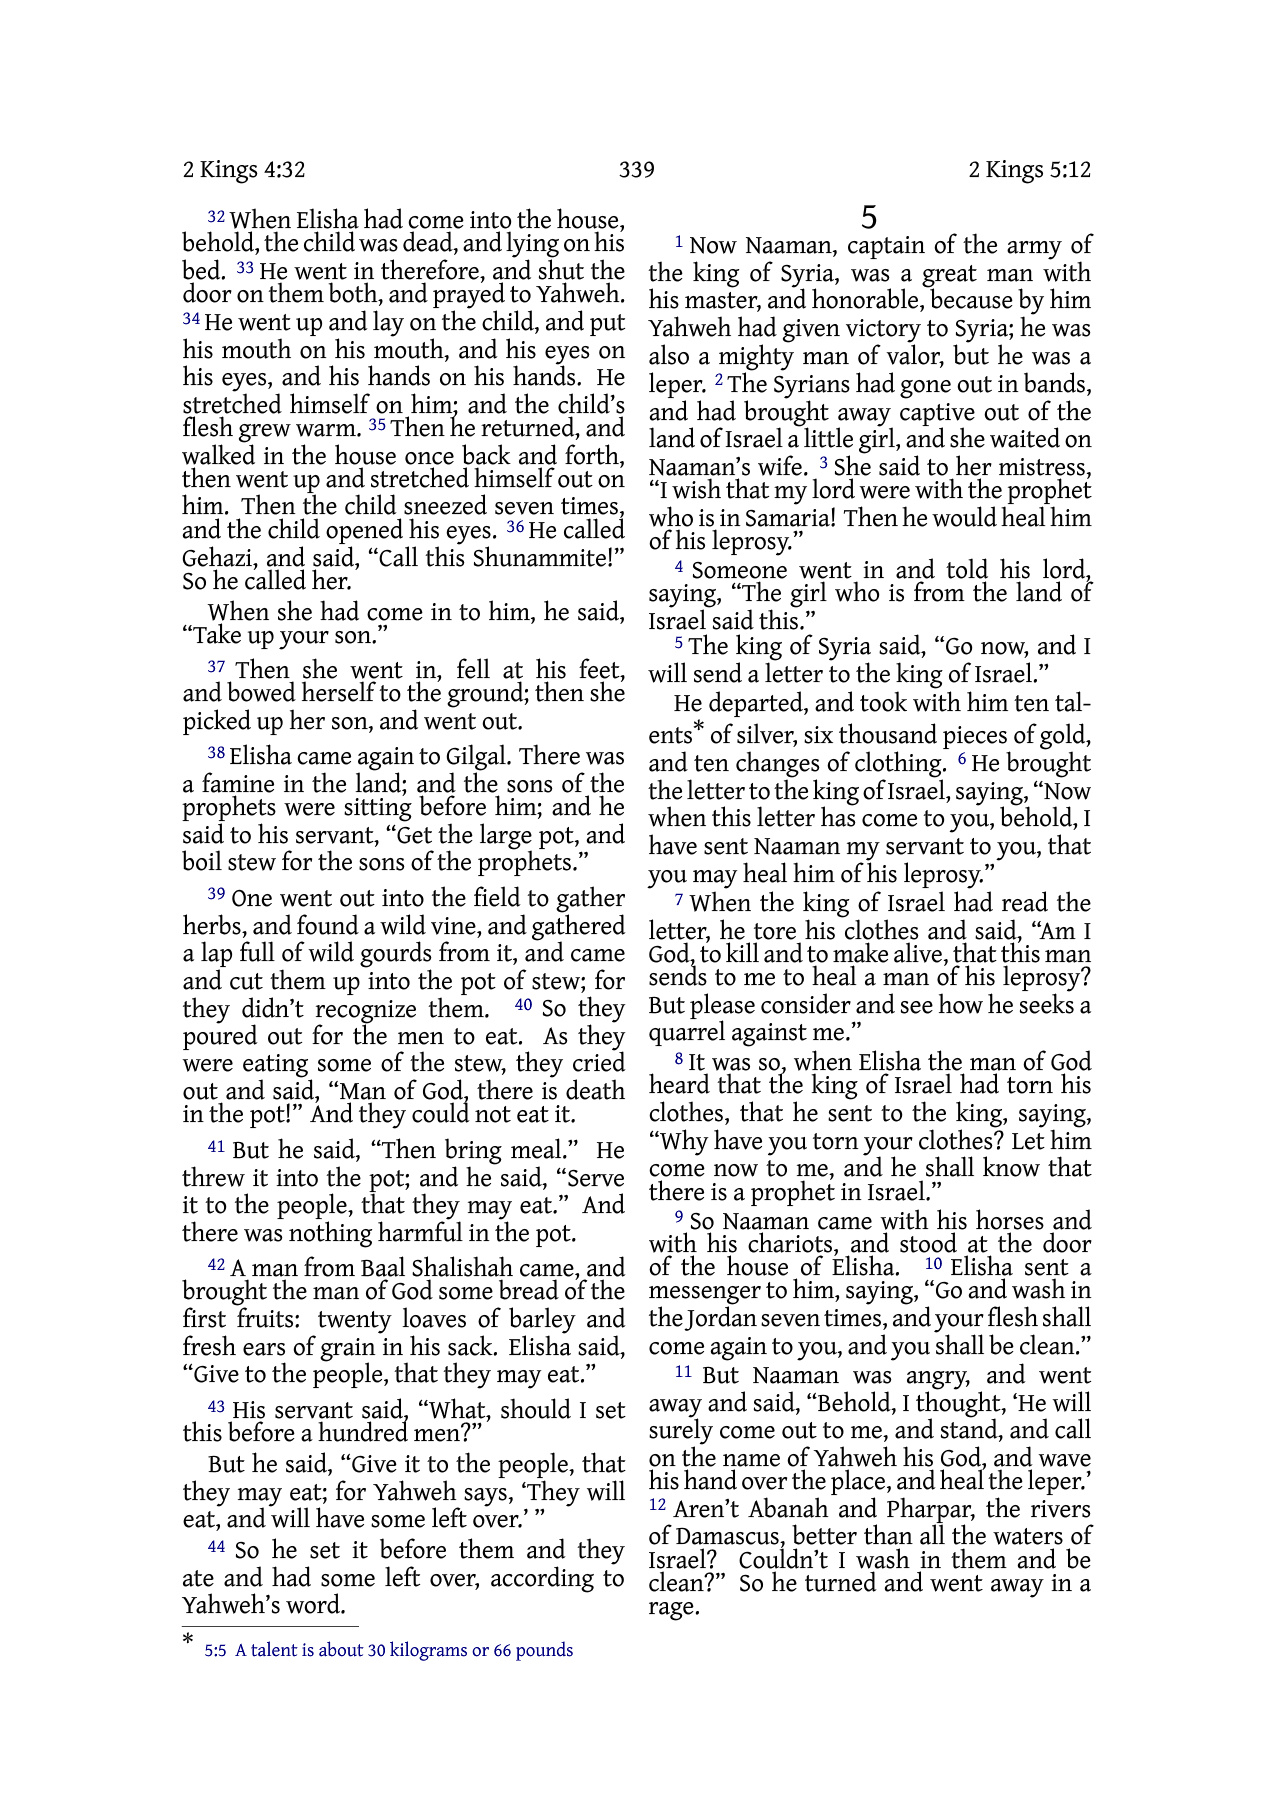 2 Kings 4:32
339
2 Kings 5:12
32 When Elisha had come into the house,
behold, the child was dead, and lying on his
bed. 33 He went in therefore, and shut the
door on them both, and prayed to Yahweh.
34 He went up and lay on the child, and put
his mouth on his mouth, and his eyes on
his eyes, and his hands on his hands. He
stretched himself on him; and the child’s
flesh grew warm. 35 Then he returned, and
walked in the house once back and forth,
then went up and stretched himself out on
him. Then the child sneezed seven times,
and the child opened his eyes. 36 He called
Gehazi, and said, “Call this Shunammite!”
So he called her.
When she had come in to him, he said,
“Take up your son.”
37 Then she went in, fell at his feet,
and bowed herself to the ground; then she
picked up her son, and went out.
38 Elisha came again to Gilgal. There was
a famine in the land; and the sons of the
prophets were sitting before him; and he
said to his servant, “Get the large pot, and
boil stew for the sons of the prophets.”
39 One went out into the field to gather
herbs, and found a wild vine, and gathered
a lap full of wild gourds from it, and came
and cut them up into the pot of stew; for
they didn’t recognize them. 40 So they
poured out for the men to eat. As they
were eating some of the stew, they cried
out and said, “Man of God, there is death
in the pot!” And they could not eat it.
41 But he said, “Then bring meal.” He
threw it into the pot; and he said, “Serve
it to the people, that they may eat.” And
there was nothing harmful in the pot.
42 A man from Baal Shalishah came, and
brought the man of God some bread of the
first fruits: twenty loaves of barley and
fresh ears of grain in his sack. Elisha said,
“Give to the people, that they may eat.”
43 His servant said, “What, should I set
this before a hundred men?”
But he said, “Give it to the people, that
they may eat; for Yahweh says, ‘They will
eat, and will have some left over.’ ”
44 So he set it before them and they
ate and had some left over, according to
Yahweh’s word.
5
1 Now Naaman, captain of the army of
the king of Syria, was a great man with
his master, and honorable, because by him
Yahweh had given victory to Syria; he was
also a mighty man of valor, but he was a
leper. 2 The Syrians had gone out in bands,
and had brought away captive out of the
land of Israel a little girl, and she waited on
Naaman’s wife. 3 She said to her mistress,
“I wish that my lord were with the prophet
who is in Samaria! Then he would heal him
of his leprosy.”
4 Someone went in and told his lord,
saying, “The girl who is from the land of
Israel said this.”
5 The king of Syria said, “Go now, and I
will send a letter to the king of Israel.”
He departed, and took with him ten tal-
ents* of silver, six thousand pieces of gold,
and ten changes of clothing. 6 He brought
the letter to the king of Israel, saying, “Now
when this letter has come to you, behold, I
have sent Naaman my servant to you, that
you may heal him of his leprosy.”
7 When the king of Israel had read the
letter, he tore his clothes and said, “Am I
God, to kill and to make alive, that this man
sends to me to heal a man of his leprosy?
But please consider and see how he seeks a
quarrel against me.”
8 It was so, when Elisha the man of God
heard that the king of Israel had torn his
clothes, that he sent to the king, saying,
“Why have you torn your clothes? Let him
come now to me, and he shall know that
there is a prophet in Israel.”
9 So Naaman came with his horses and
with his chariots, and stood at the door
of the house of Elisha. 10 Elisha sent a
messenger to him, saying, “Go and wash in
the Jordan seven times, and your flesh shall
come again to you, and you shall be clean.”
11 But Naaman was angry, and went
away and said, “Behold, I thought, ‘He will
surely come out to me, and stand, and call
on the name of Yahweh his God, and wave
his hand over the place, and heal the leper.’
12 Aren’t Abanah and Pharpar, the rivers
of Damascus, better than all the waters of
Israel? Couldn’t I wash in them and be
clean?” So he turned and went away in a
rage.
* 5:5 A talent is about 30 kilograms or 66 pounds